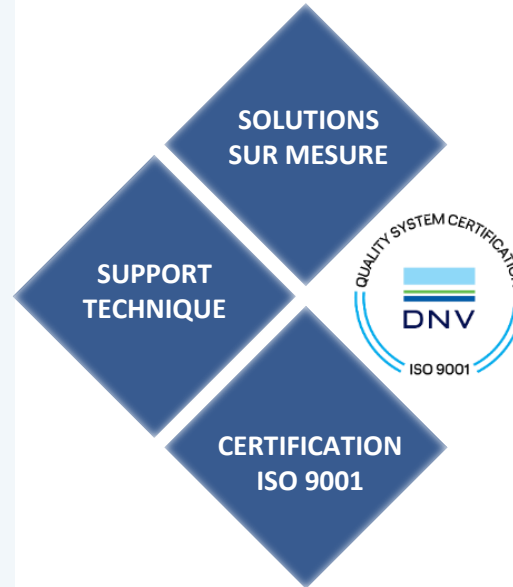 SOLUTIONS
SUR MESURE
SUPPORT
TECHNIQUE
QUALITY SYSTEM CERTIFICATION
DNV
ISO 9001
CERTIFICATION
ISO 9001